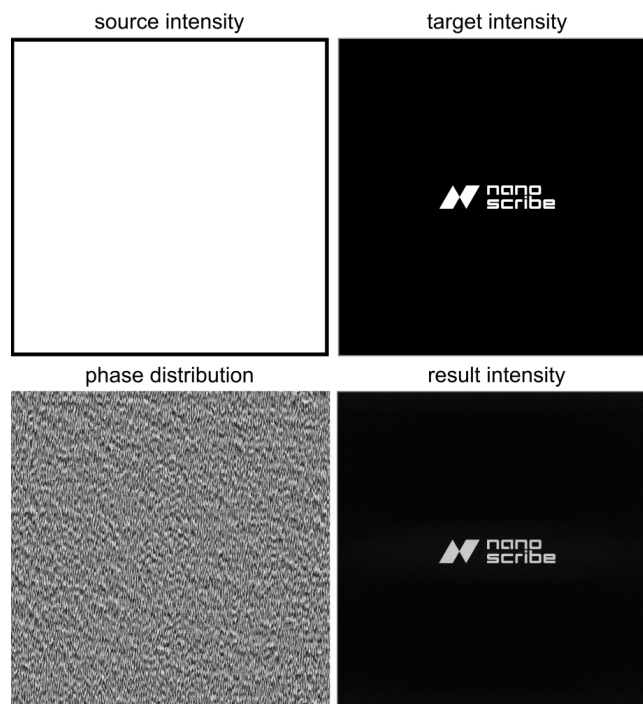 source intensity
target intensity
nano
scribe
phase distribution
result intensity
nano
scribe